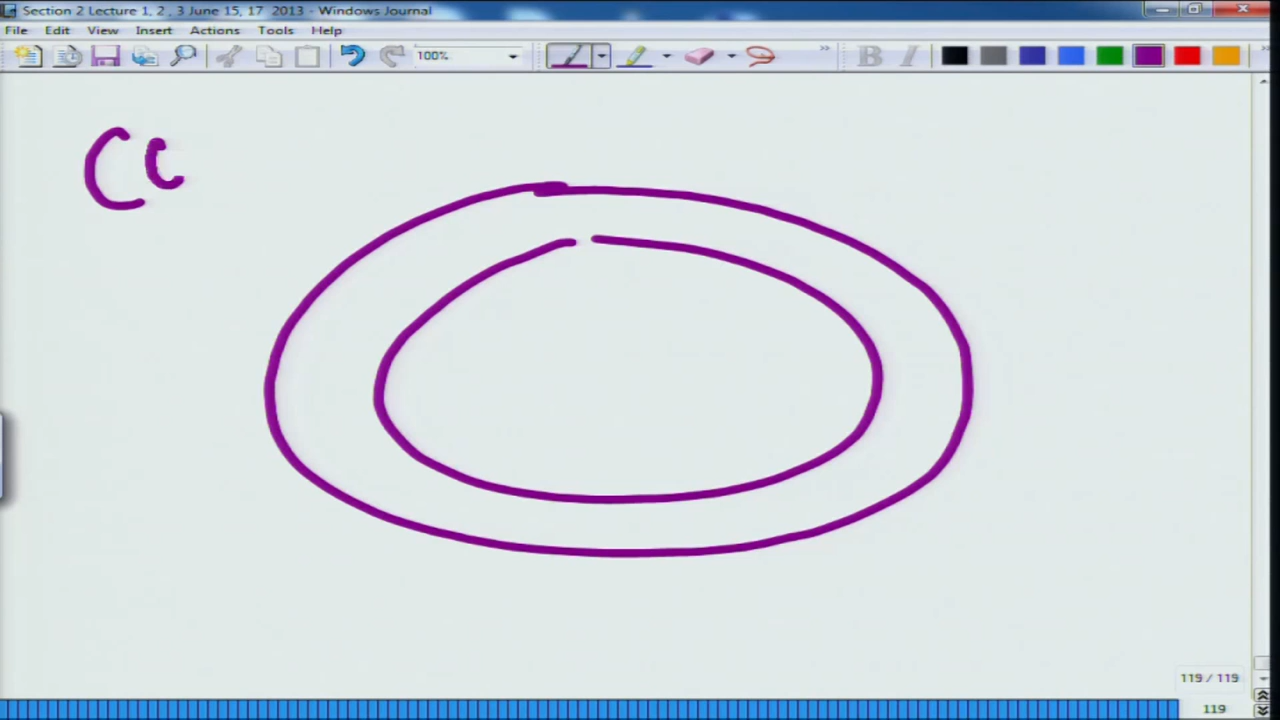 Section 2 Lecture 1, 2 , 3 June 15, 17 2013 - Windows Journal
File Edit View Insert Actions Tools Help
100% B I
CC
119 / 119
119